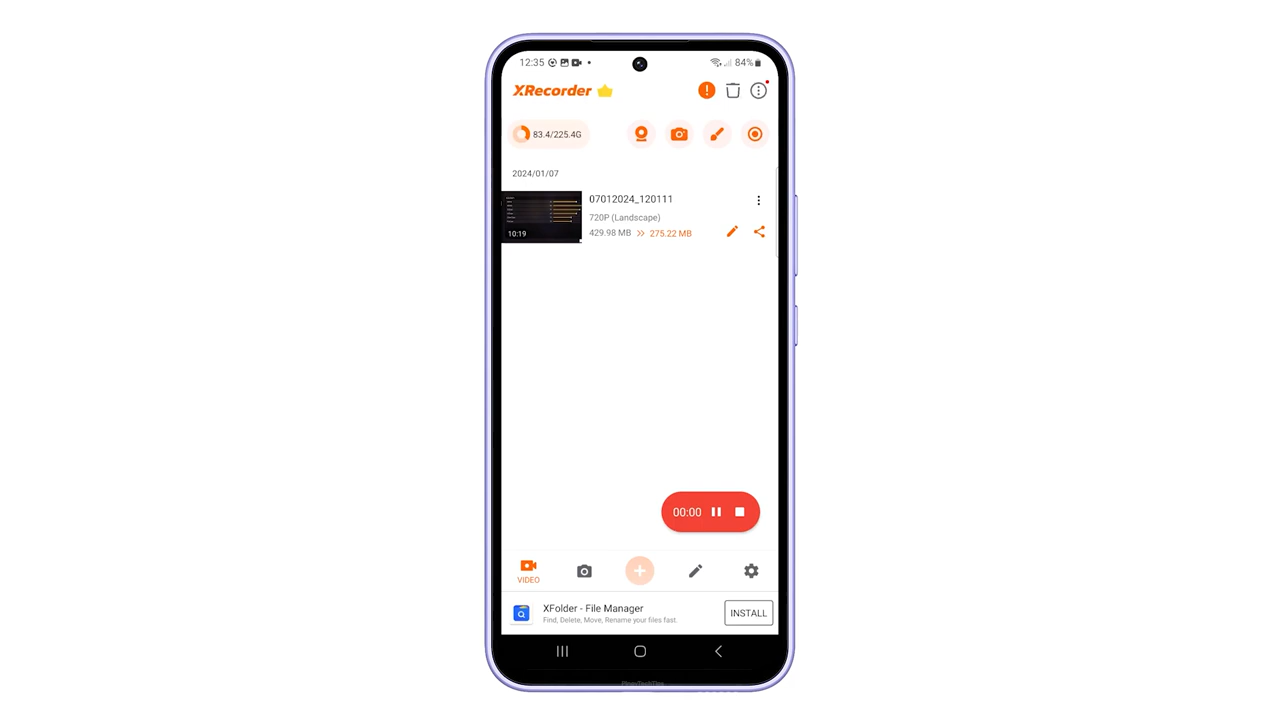 12:35
84%
XRecorder
83.4/225.4G
2024/01/07
07012024_120111
720P (Landscape)
10:19
429.98 MB >> 275.22 MB
00:00
VIDEO
XFolder - File Manager
INSTALL
Find, Delete, Move, Rename your files fast.